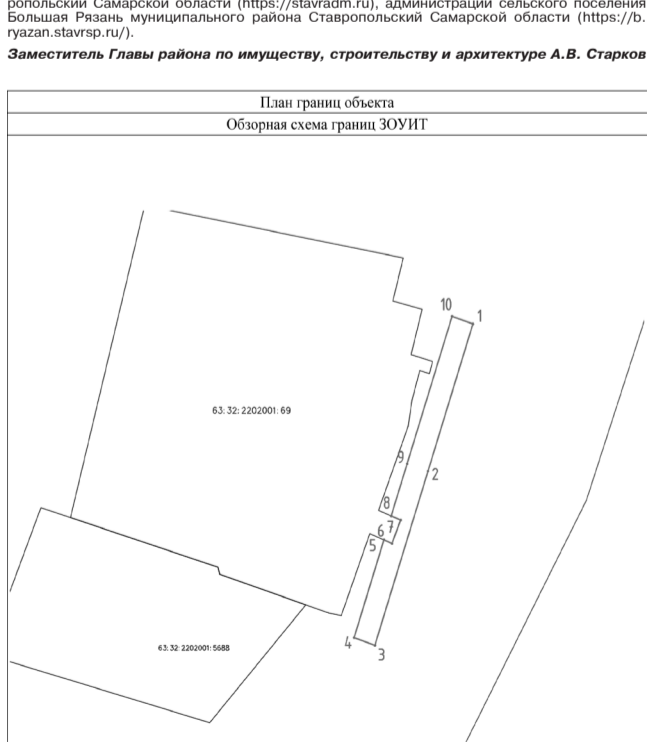 ропольский Самарской области (https://stavradm.ru), администрации сельского поселения
Большая Рязань муниципального района Ставропольский Самарской области (https://b.
ryazan.stavrsp.ru/).
Заместитель Главы района по имуществу, строительству и архитектуре А.В. Старков
План границ объекта
Обзорная схема границ ЗОУИТ
10
1
63:32:2202001:69
9
2
8
7
6
5
4
3
63:32:2202001:5688